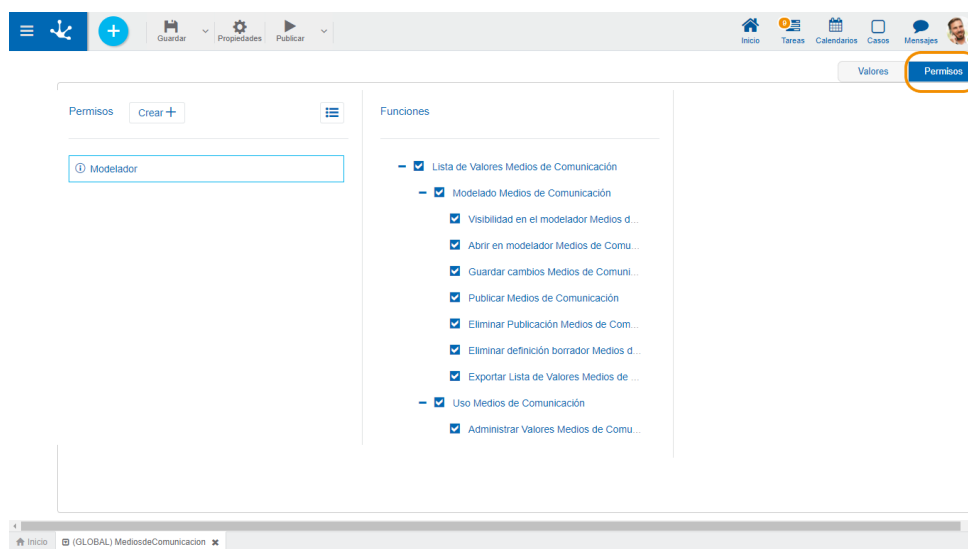 Guardar
Propiedades
Publicar
Inicio
0
Tareas
Calendarios
Casos
Mensajes
Valores
Permisos
Permisos
Crear
Funciones
Modelador
Lista de Valores Medios de Comunicación
Modelado Medios de Comunicación
Visibilidad en el modelador Medios d...
Abrir en modelador Medios de Comu...
Guardar cambios Medios de Comuni...
Publicar Medios de Comunicación
Eliminar Publicación Medios de Com...
Eliminar definición borrador Medios d...
Exportar Lista de Valores Medios de ...
Uso Medios de Comunicación
Administrar Valores Medios de Comu...
Inicio
(GLOBAL) MediosdeComunicacion